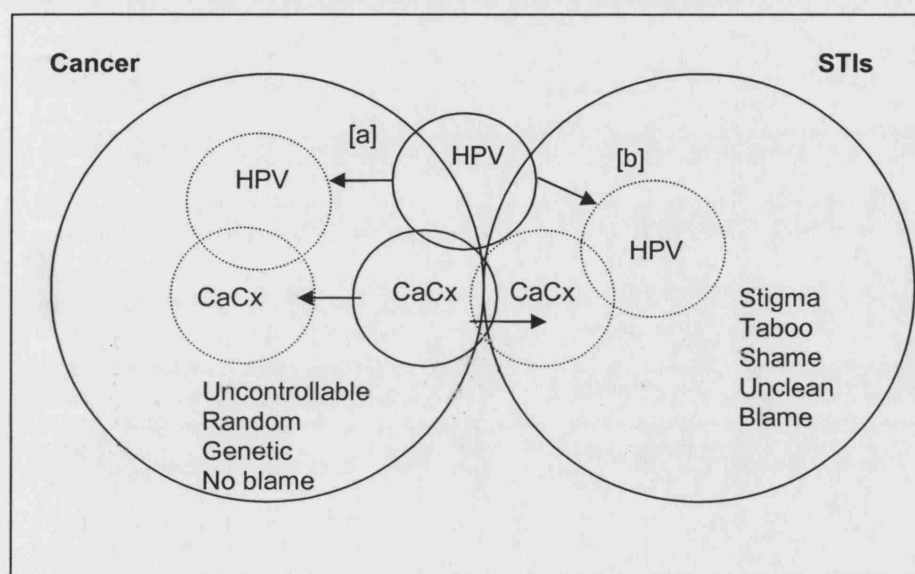 Cancer
STIs
[a]
HPV
[b]
HPV
HPV
CaCx
CaCx
CaCx
Uncontrollable
Random
Genetic
No blame
Stigma
Taboo
Shame
Unclean
Blame